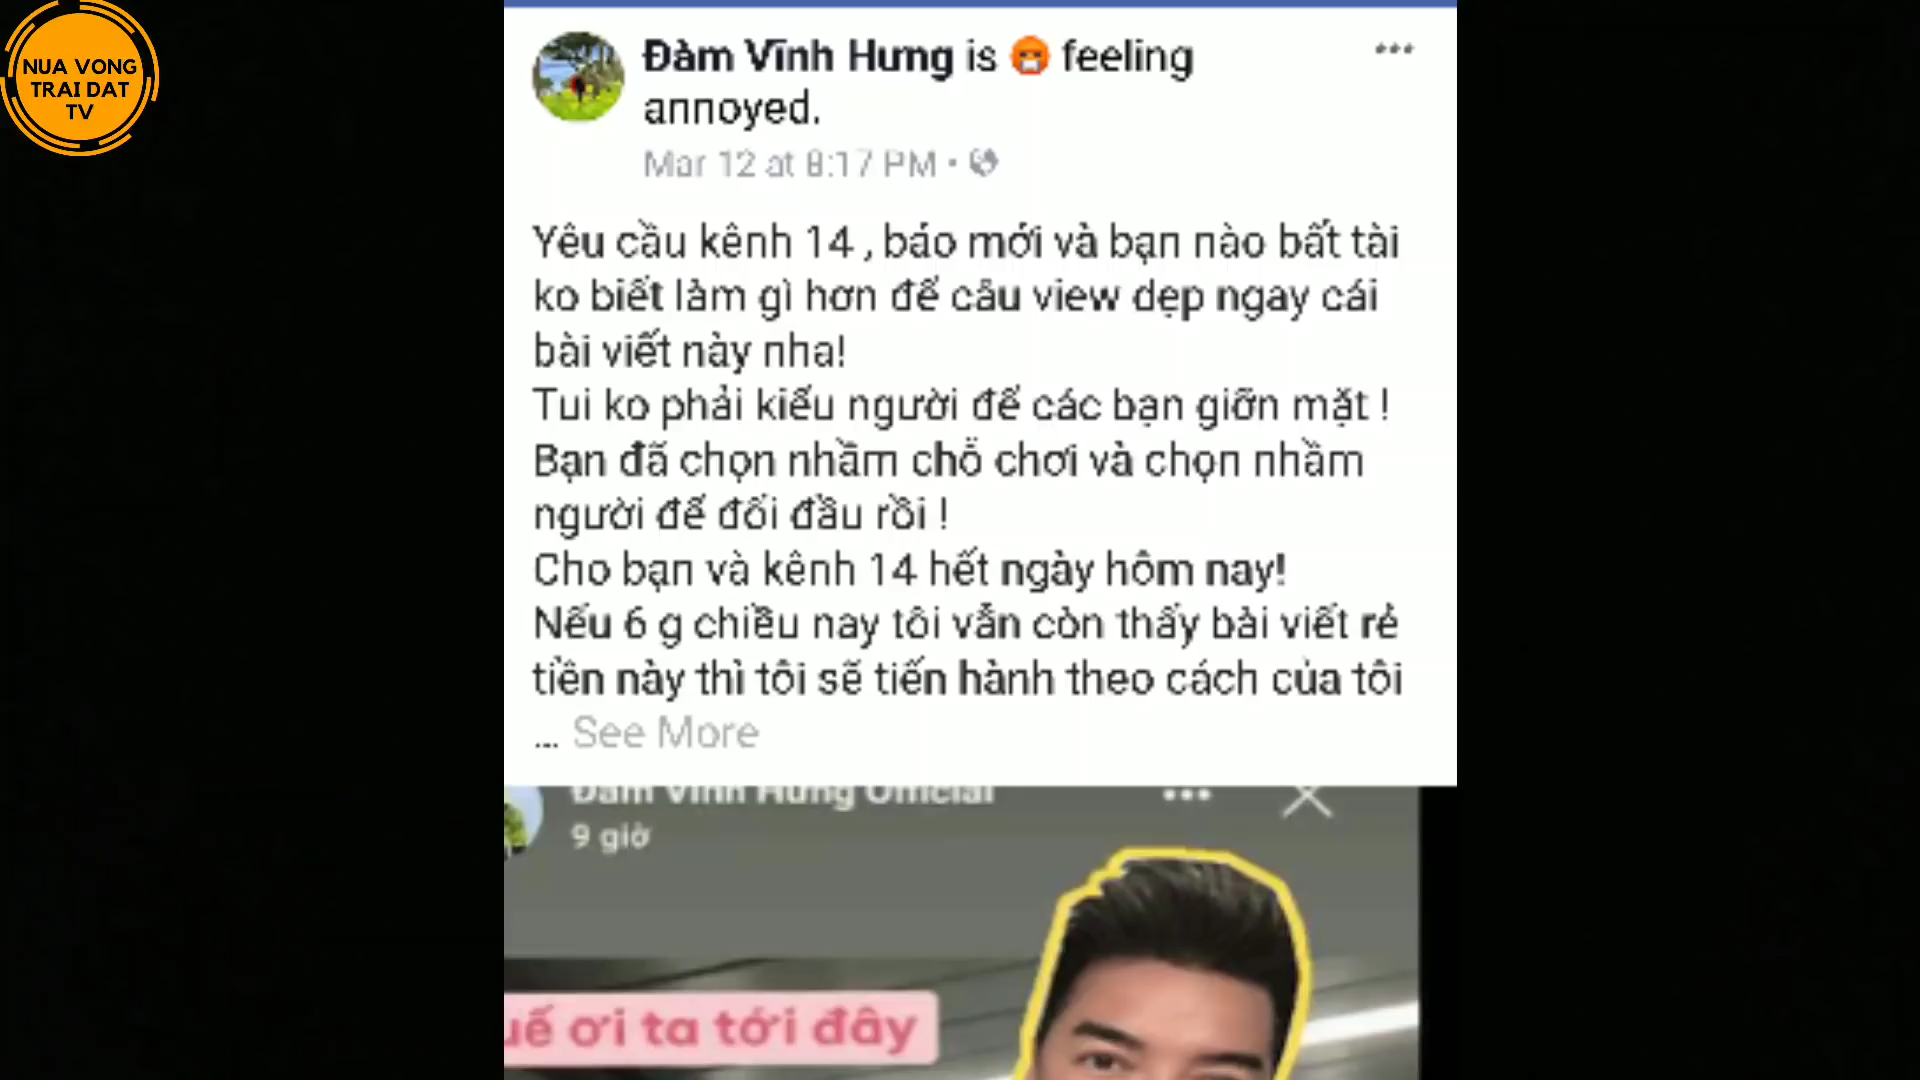 NUA VONG
TRAI DAT
TV
Đàm Vĩnh Hưng is feeling
annoyed.
Mar 12 at 8:17 PM •
Yêu cầu kênh 14 , báo mới và bạn nào bất tài
ko biết làm gì hơn để câu view dẹp ngay cái
bài viết này nha!
Tui ko phải kiểu người để các bạn giỡn mặt !
Bạn đã chọn nhầm chỗ chơi và chọn nhầm
người để đối đầu rồi !
Cho bạn và kênh 14 hết ngày hôm nay!
Nếu 6 g chiều nay tôi vẫn còn thấy bài viết rẻ
tiền này thì tôi sẽ tiến hành theo cách của tôi
... See More
Đàm Vĩnh Hưng Official
9 giờ
uế ơi ta tới đây